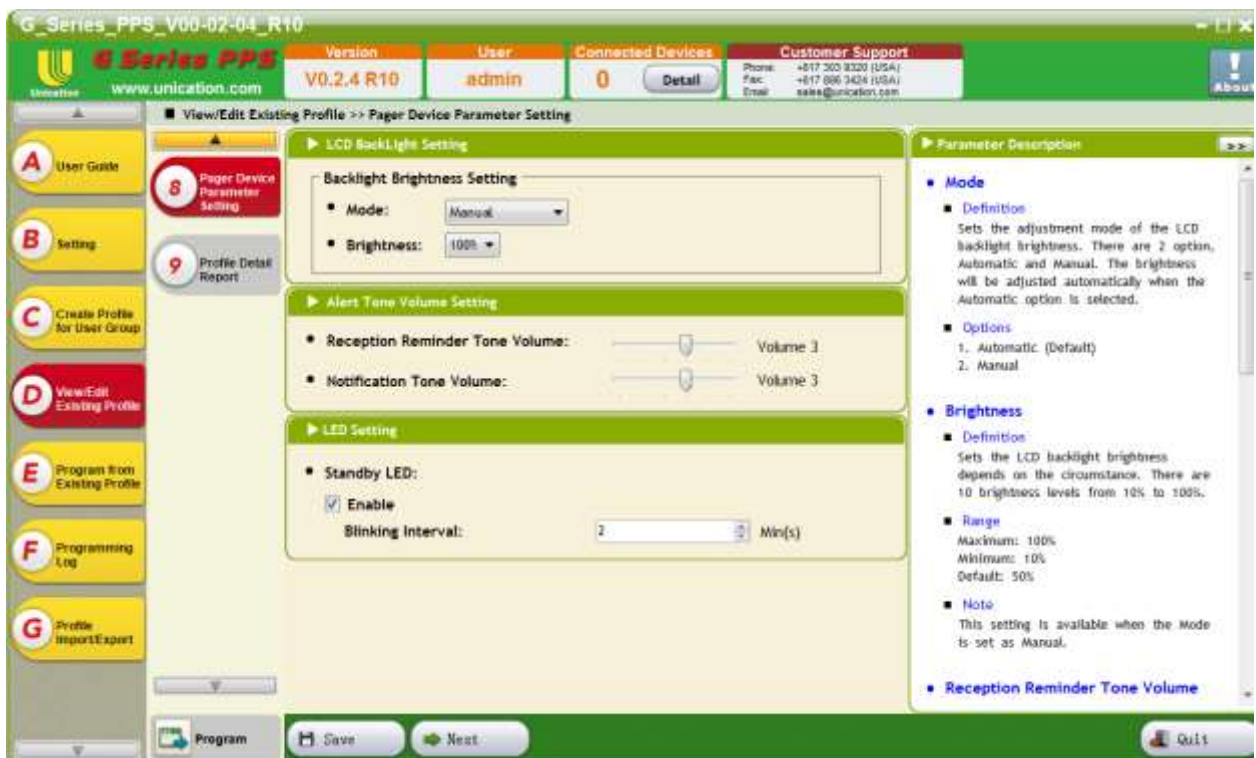 G_Series_PPS_V00-02-04_R10
Unication
G Series PPS
www.unication.com
Version
V0.2.4 R10
User
admin
Connected Devices
0
Detail
Customer Support
Phone: +817 303 9320 (USA)
Fax: +817 886 3424 (USA)
Email sales@unication.com
About
View/Edit Existing Profile >> Pager Device Parameter Setting
A User Guide
B Setting
C Create Profile for User Group
D View/Edit Existing Profile
E Program from Existing Profile
F Programming Log
G Profile Import/Export
8 Pager Device Parameter Setting
9 Profile Detail Report
Program
LCD BackLight Setting
Backlight Brightness Setting
Mode: Manual
Brightness: 100%
Alert Tone Volume Setting
Reception Reminder Tone Volume: Volume 3
Notification Tone Volume: Volume 3
LED Setting
Standby LED:
Enable
Blinking Interval: 2 Min(s)
Parameter Description >>
Mode
Definition
Sets the adjustment mode of the LCD
backlight brightness. There are 2 option,
Automatic and Manual. The brightness
will be adjusted automatically when the
Automatic option is selected.
Options
1. Automatic (Default)
2. Manual
Brightness
Definition
Sets the LCD backlight brightness
depends on the circumstance. There are
10 brightness levels from 10% to 100%.
Range
Maximum: 100%
Minimum: 10%
Default: 50%
Note
This setting is available when the Mode
is set as Manual.
Reception Reminder Tone Volume
Save
Next
Quit